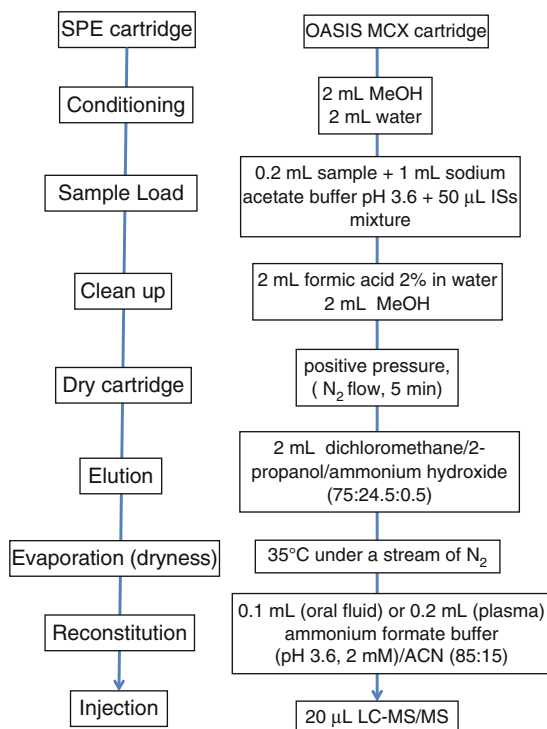 SPE cartridge
OASIS MCX cartridge
Conditioning
2 mL MeOH
2 mL water
Sample Load
0.2 mL sample + 1 mL sodium
acetate buffer pH 3.6 + 50 µL ISs
mixture
Clean up
2 mL formic acid 2% in water
2 mL MeOH
Dry cartridge
positive pressure,
( N₂ flow, 5 min)
Elution
2 mL dichloromethane/2-
propanol/ammonium hydroxide
(75:24.5:0.5)
Evaporation (dryness)
35°C under a stream of N₂
Reconstitution
0.1 mL (oral fluid) or 0.2 mL (plasma)
ammonium formate buffer
(pH 3.6, 2 mM)/ACN (85:15)
Injection
20 µL LC-MS/MS